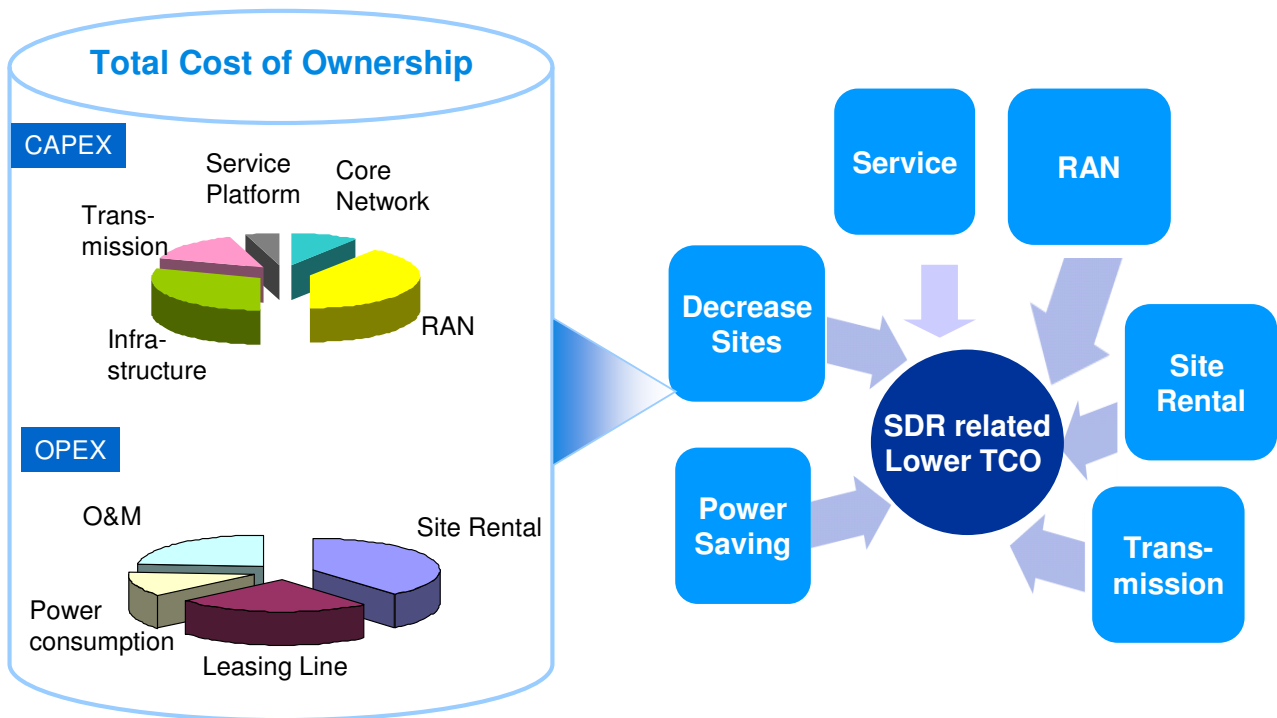 Total Cost of Ownership
CAPEX
Service
Platform
Core
Network
Trans-
mission
Infra-
structure
RAN
OPEX
O&M
Site Rental
Power
consumption
Leasing Line
Service
RAN
Decrease
Sites
Site
Rental
SDR related
Lower TCO
Power
Saving
Trans-
mission